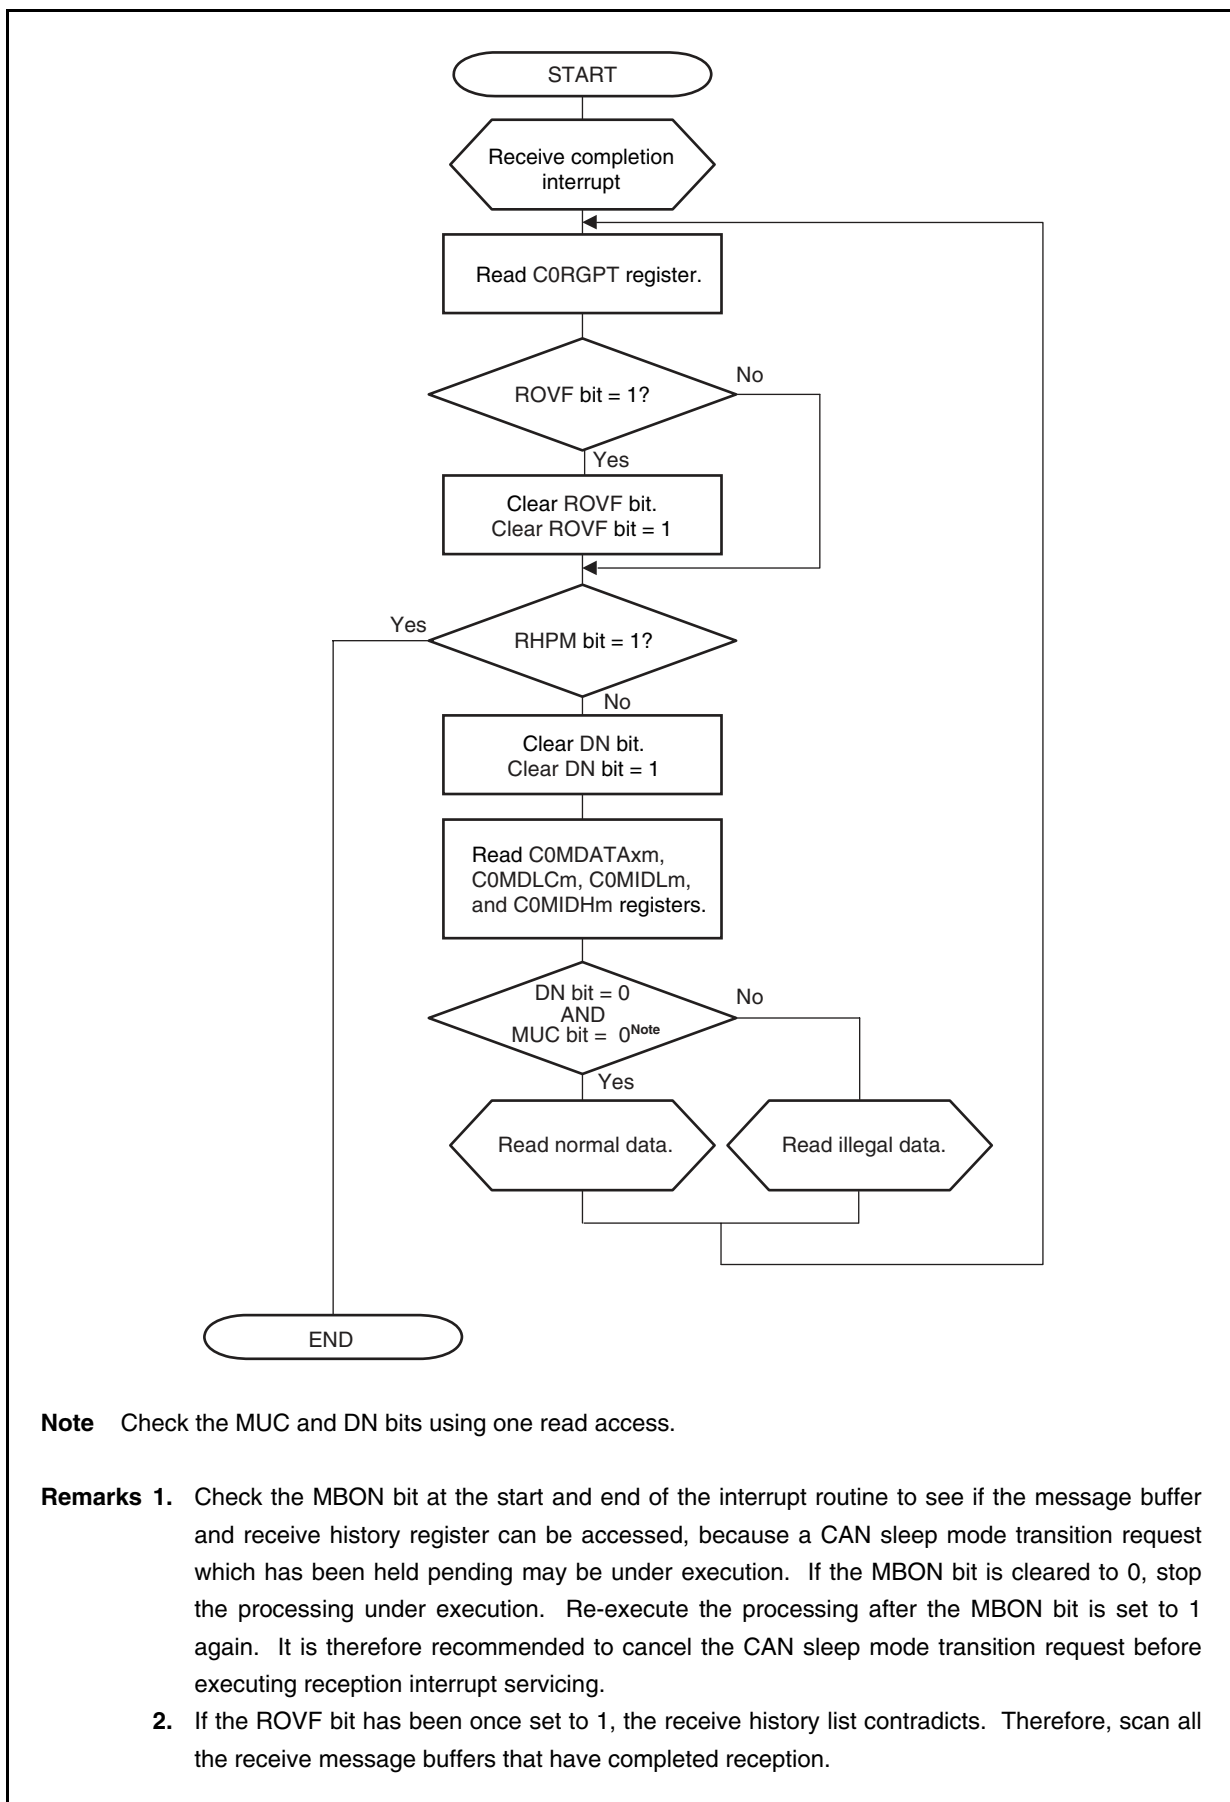 START
Receive completion
interrupt
Read C0RGPT register.
ROVF bit = 1?
No
Yes
Clear ROVF bit.
Clear ROVF bit = 1
Yes
RHPM bit = 1?
No
Clear DN bit.
Clear DN bit = 1
Read C0MDATAxm,
C0MDLCm, C0MIDLm,
and C0MIDHm registers.
DN bit = 0
AND
MUC bit = 0Note
No
Yes
Read normal data.
Read illegal data.
END
Note Check the MUC and DN bits using one read access.
Remarks 1. Check the MBON bit at the start and end of the interrupt routine to see if the message buffer
and receive history register can be accessed, because a CAN sleep mode transition request
which has been held pending may be under execution. If the MBON bit is cleared to 0, stop
the processing under execution. Re-execute the processing after the MBON bit is set to 1
again. It is therefore recommended to cancel the CAN sleep mode transition request before
executing reception interrupt servicing.
2. If the ROVF bit has been once set to 1, the receive history list contradicts. Therefore, scan all
the receive message buffers that have completed reception.